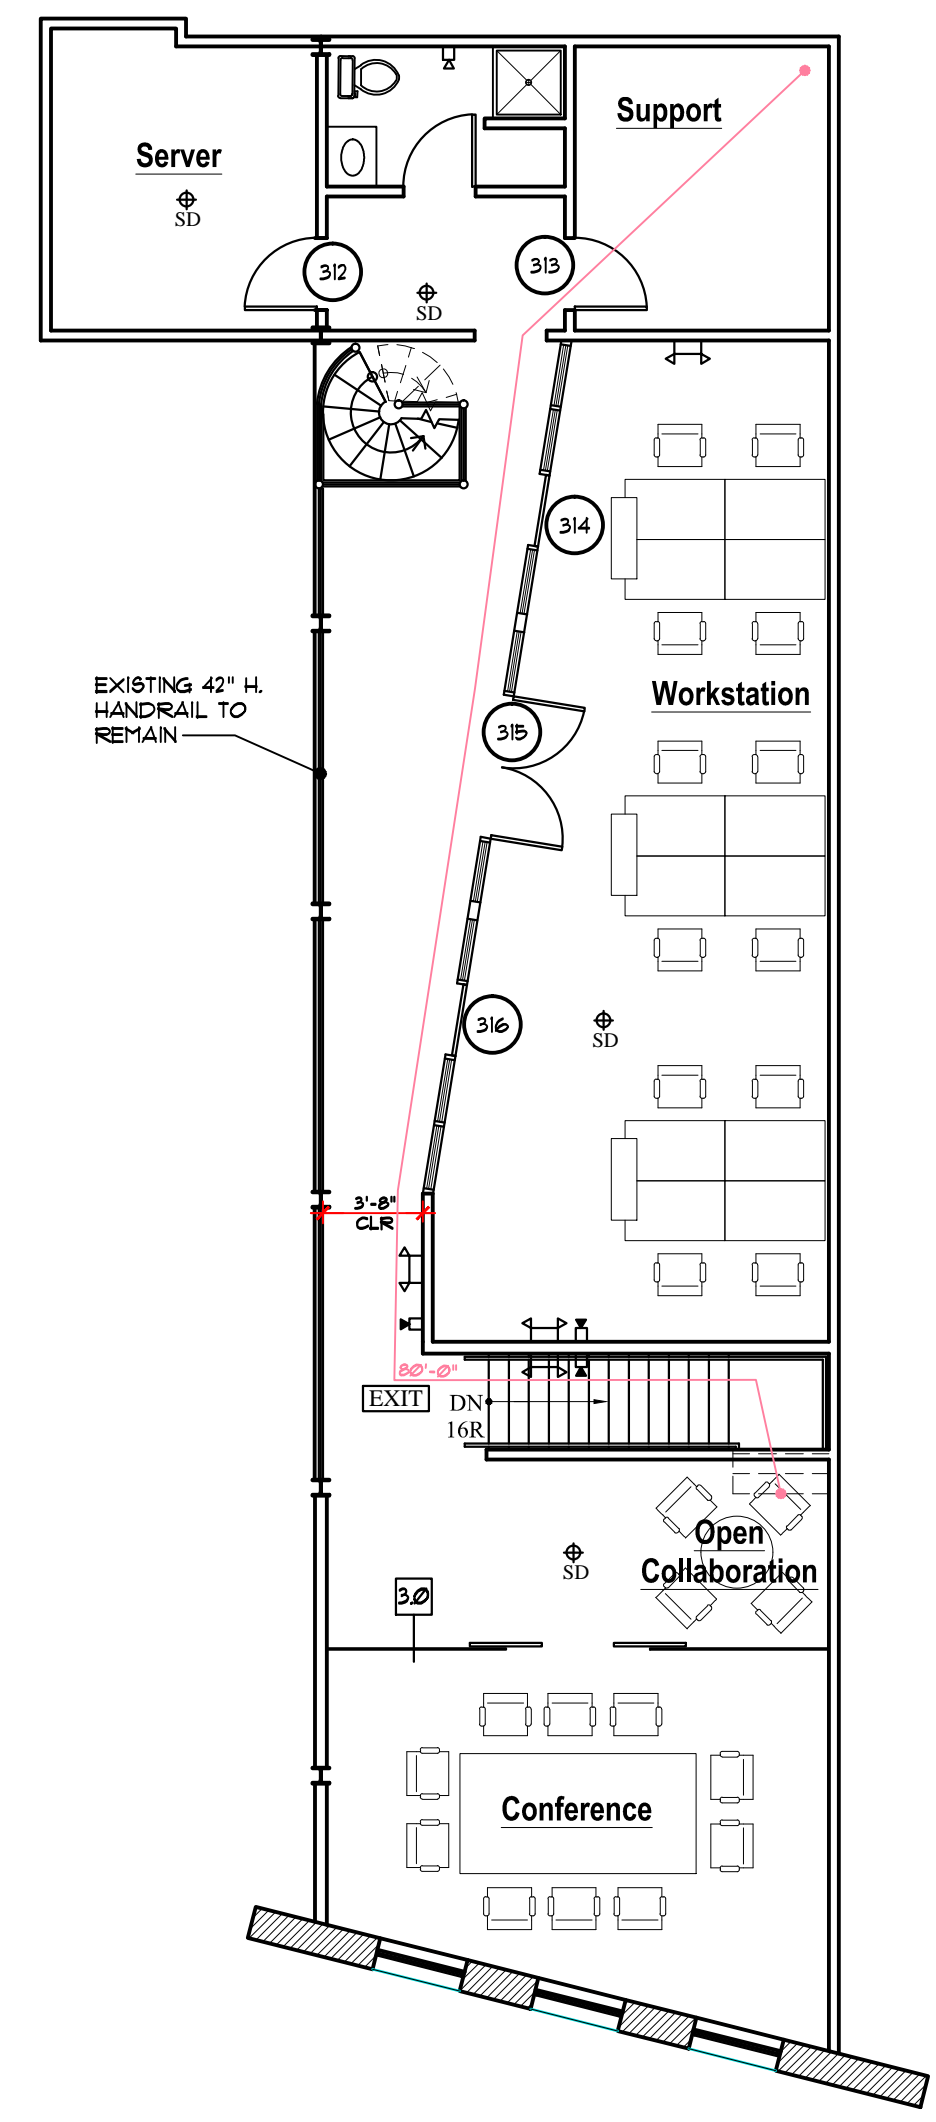 Support
Server
SD
312
313
SD
314
EXISTING 42" H.
HANDRAIL TO
REMAIN
Workstation
315
316
SD
3'-8"
CLR
80'-0"
EXIT
DN
16R
Open
Collaboration
SD
3.0
Conference